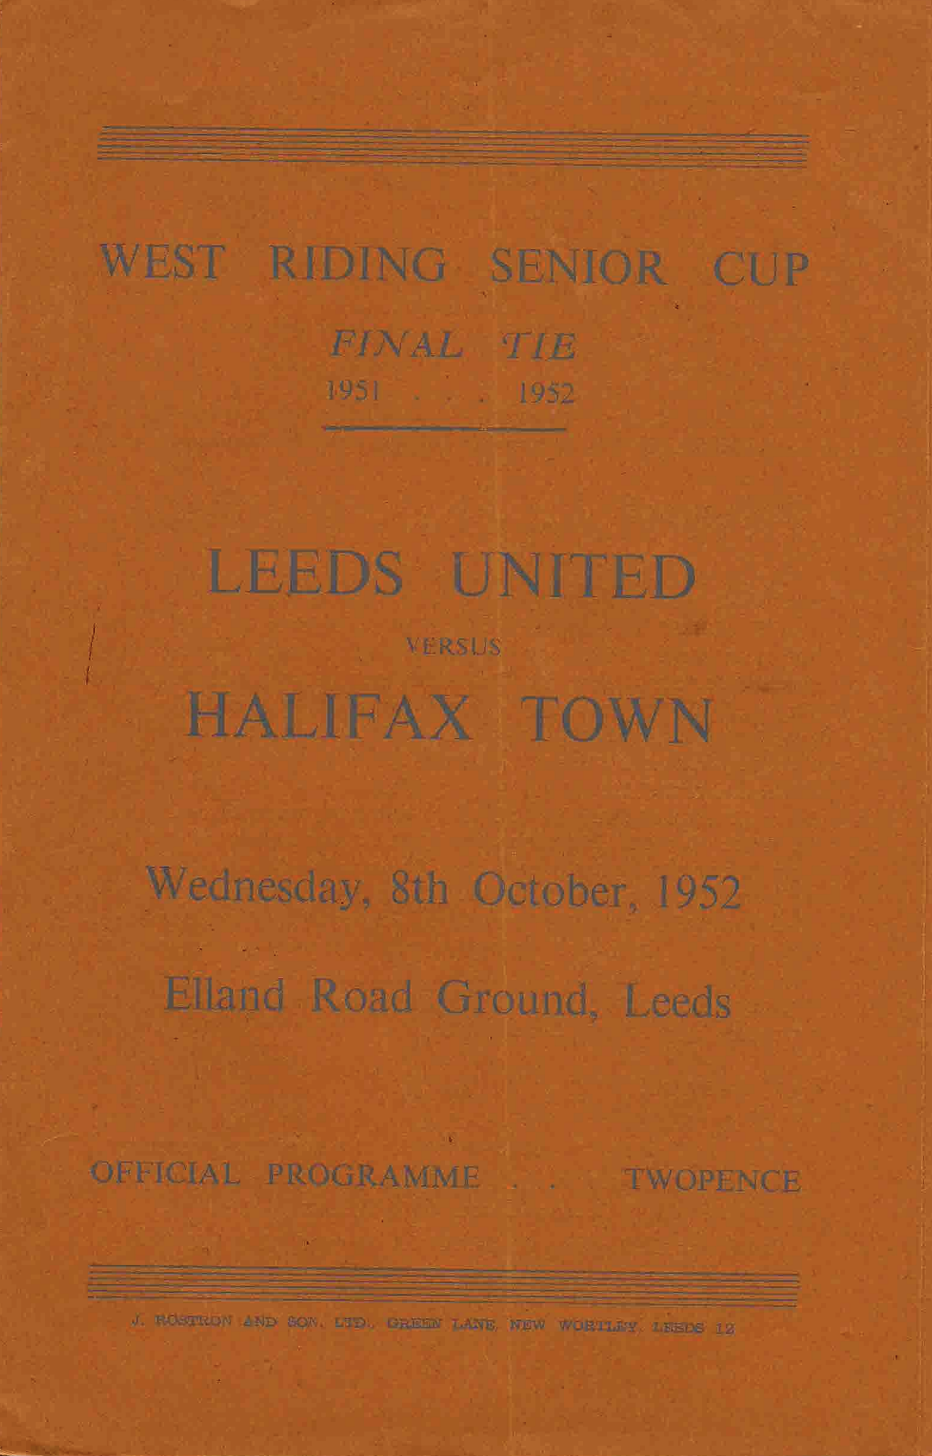 WEST RIDING SENIOR CUP
FINAL TIE
1951 . . . 1952
LEEDS UNITED
VERSUS
HALIFAX TOWN
Wednesday, 8th October, 1952
Elland Road Ground, Leeds
OFFICIAL PROGRAMME . . TWOPENCE
J. ROSTRON AND SON, LTD., GREEN LANE, NEW WORTLEY, LEEDS 12